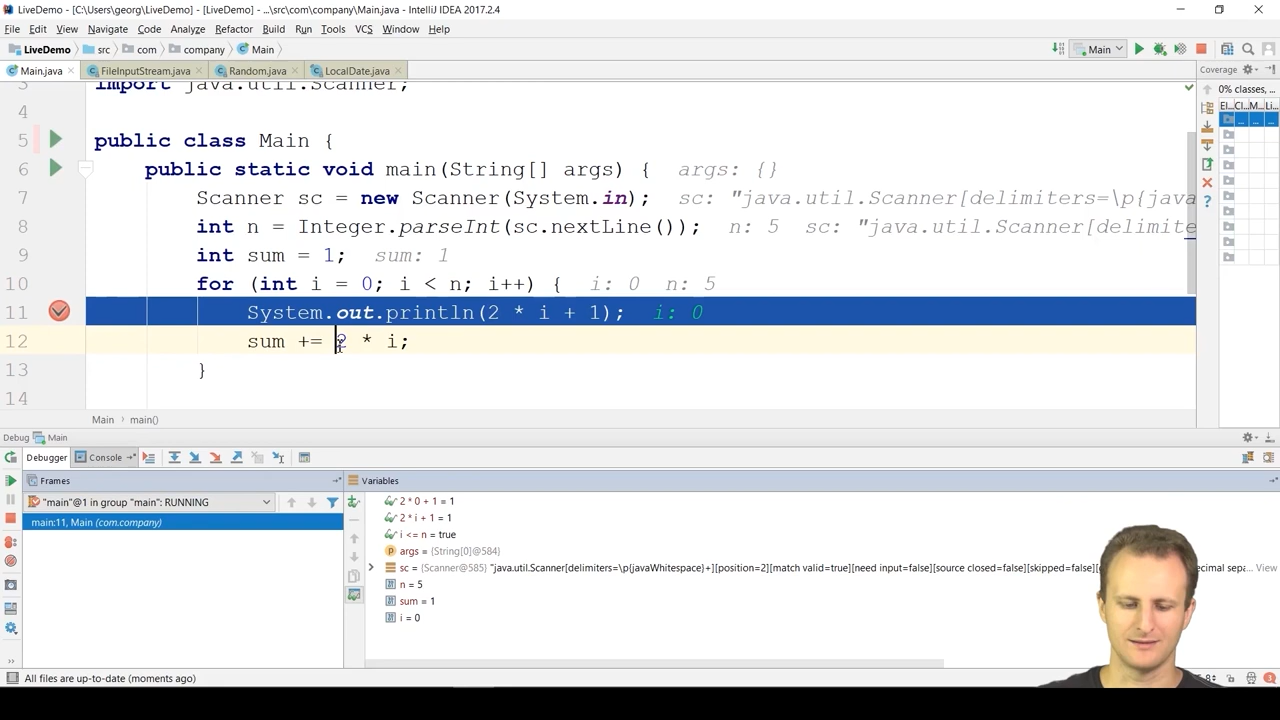 LiveDemo - [C:\Users\georg\LiveDemo] - [LiveDemo] - ...\src\com\company\Main.java - IntelliJ IDEA 2017.2.4
File Edit View Navigate Code Analyze Refactor Build Run Tools VCS Window Help
LiveDemo src com company Main Main
Main.java FileInputStream.java Random.java LocalDate.java Coverage
3 import java.util.Scanner; 0% classes, ...
4 El... Cl... M... Li...
5 public class Main {
6 public static void main(String[] args) { args: {}
7 Scanner sc = new Scanner(System.in); sc: "java.util.Scanner[delimiters=\p{java
8 int n = Integer.parseInt(sc.nextLine()); n: 5 sc: "java.util.Scanner[delimite
9 int sum = 1; sum: 1
10 for (int i = 0; i < n; i++) { i: 0 n: 5
11 System.out.println(2 * i + 1); i: 0
12 sum += 2 * i;
13 }
14
Main main()
Debug Main
Debugger Console
Frames Variables
"main"@1 in group "main": RUNNING
main:11, Main (com.company)
2 * 0 + 1 = 1
2 * i + 1 = 1
i <= n = true
args = {String[0]@584}
sc = {Scanner@585} "java.util.Scanner[delimiters=\p{javaWhitespace}+][position=2][match valid=true][need input=false][source closed=false][skipped=false][ ecimal sepa... View
n = 5
sum = 1
i = 0
All files are up-to-date (moments ago)